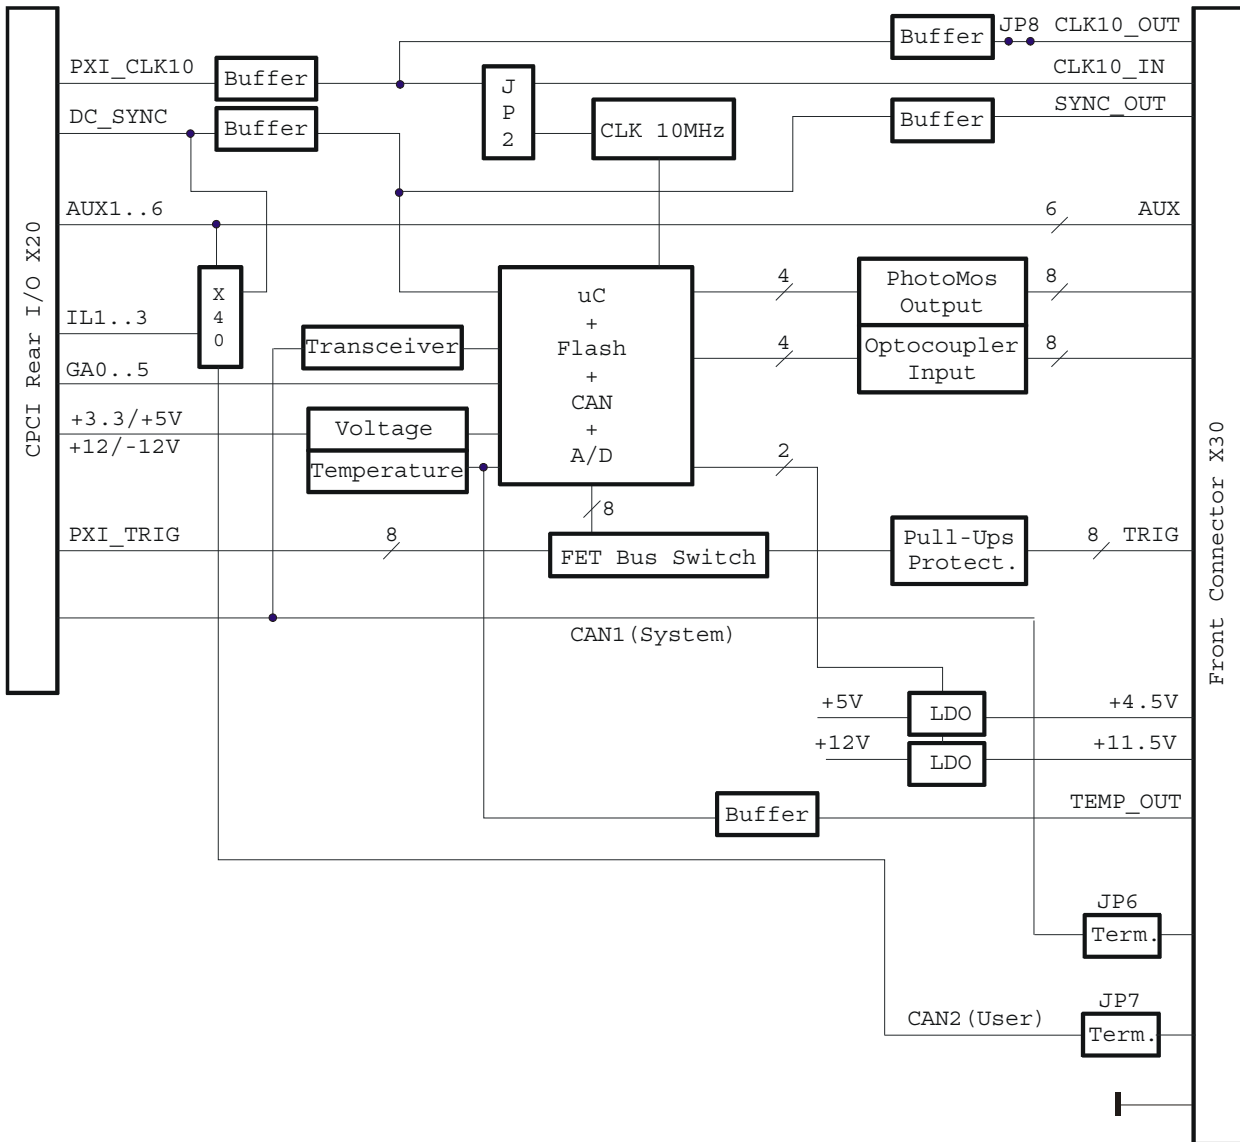 JP8
CLK10_OUT
Buffer
PXI_CLK10
Buffer
J
P
2
CLK10_IN
DC_SYNC
Buffer
CLK 10MHz
Buffer
SYNC_OUT
AUX1..6
6
AUX
CPCI Rear I/O X20
X
4
0
uC
+
Flash
+
CAN
+
A/D
4
PhotoMos
Output
8
IL1..3
Transceiver
4
Optocoupler
Input
8
GA0..5
+3.3/+5V
+12/-12V
Voltage
Temperature
2
Front Connector X30
8
PXI_TRIG
8
FET Bus Switch
Pull-Ups
Protect.
8
TRIG
CAN1(System)
+5V
LDO
+4.5V
+12V
LDO
+11.5V
Buffer
TEMP_OUT
JP6
Term.
JP7
CAN2(User)
Term.